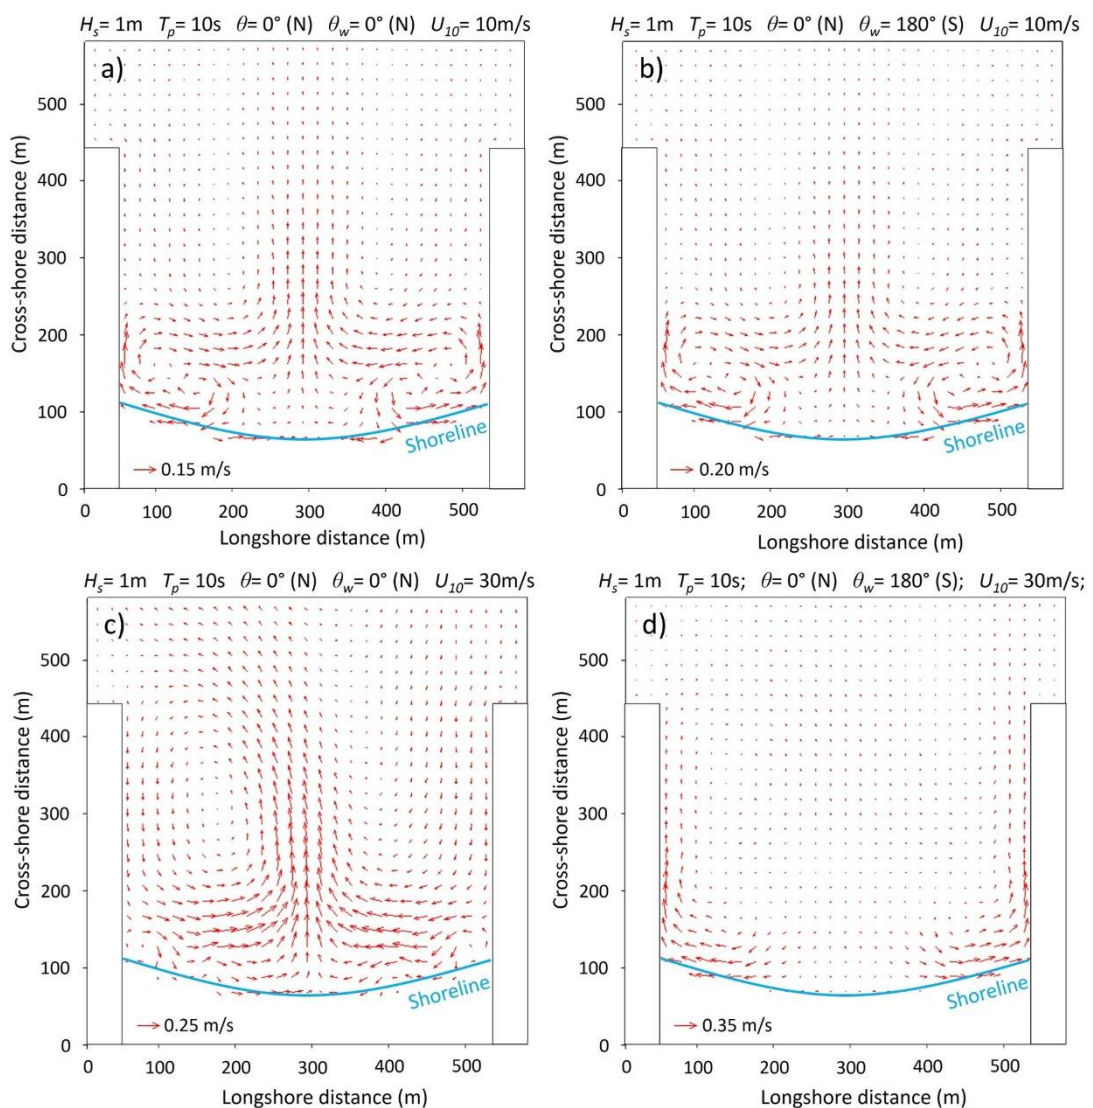 Hₛ= 1m Tₚ= 10s θ= 0° (N) θ_w= 0° (N) U₁₀= 10m/s
a)
500
400
300
200
100
0
Cross-shore distance (m)
Shoreline
0.15 m/s
0 100 200 300 400 500
Longshore distance (m)
Hₛ= 1m Tₚ= 10s θ= 0° (N) θ_w= 180° (S) U₁₀= 10m/s
b)
500
400
300
200
100
0
Cross-shore distance (m)
Shoreline
0.20 m/s
0 100 200 300 400 500
Longshore distance (m)
Hₛ= 1m Tₚ= 10s θ= 0° (N) θ_w= 0° (N) U₁₀= 30m/s
c)
500
400
300
200
100
0
Cross-shore distance (m)
Shoreline
0.25 m/s
0 100 200 300 400 500
Longshore distance (m)
Hₛ= 1m Tₚ= 10s; θ= 0° (N) θ_w= 180° (S); U₁₀= 30m/s;
d)
500
400
300
200
100
0
Cross-shore distance (m)
Shoreline
0.35 m/s
0 100 200 300 400 500
Longshore distance (m)